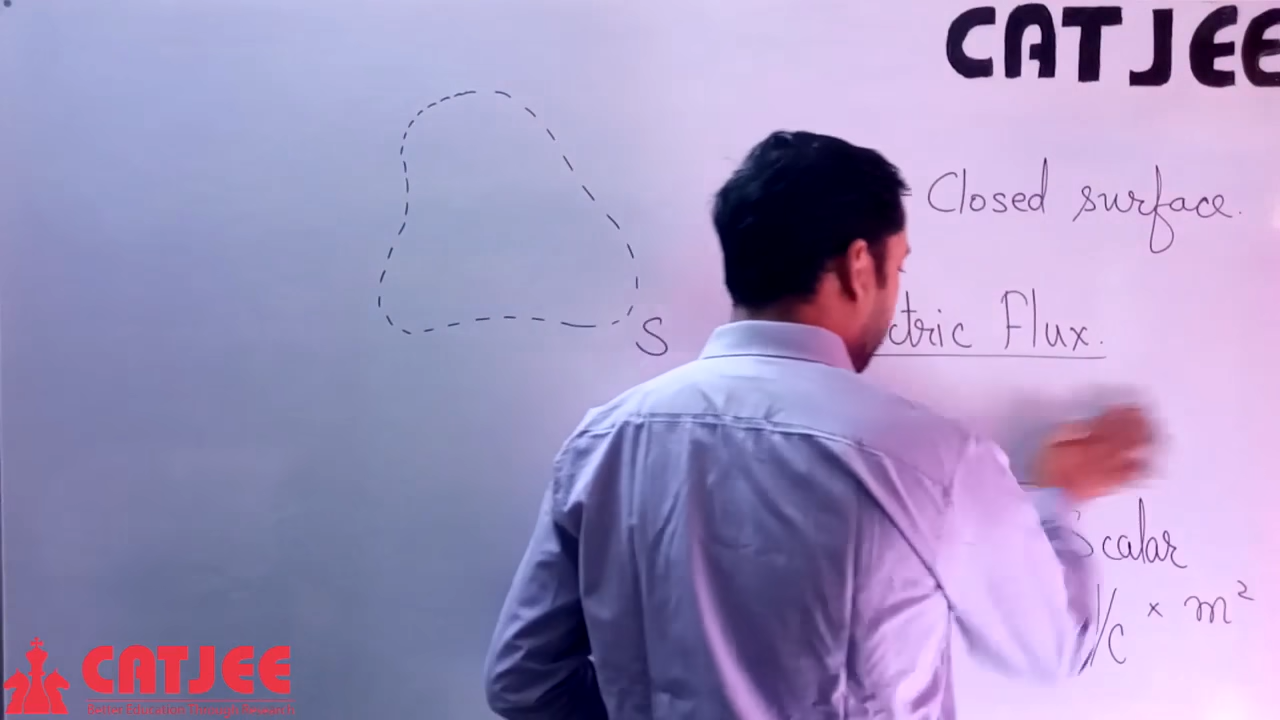 CATJEE
Closed surface.
S
ctric Flux.
Scalar
/C × m²
CATJEE
Better Education Through Research